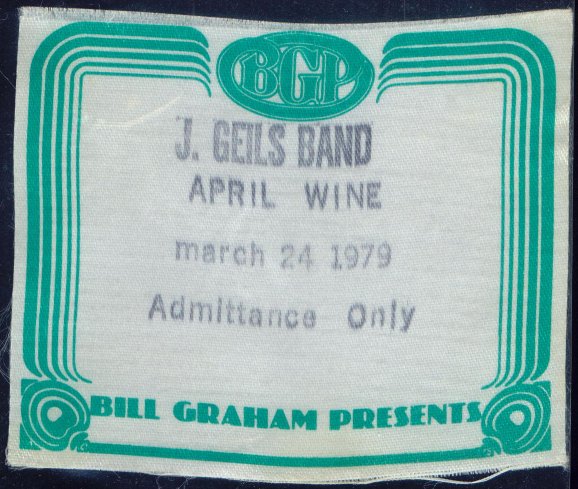 BGP
J. GEILS BAND
APRIL WINE
march 24 1979
Admittance Only
BILL GRAHAM PRESENTS